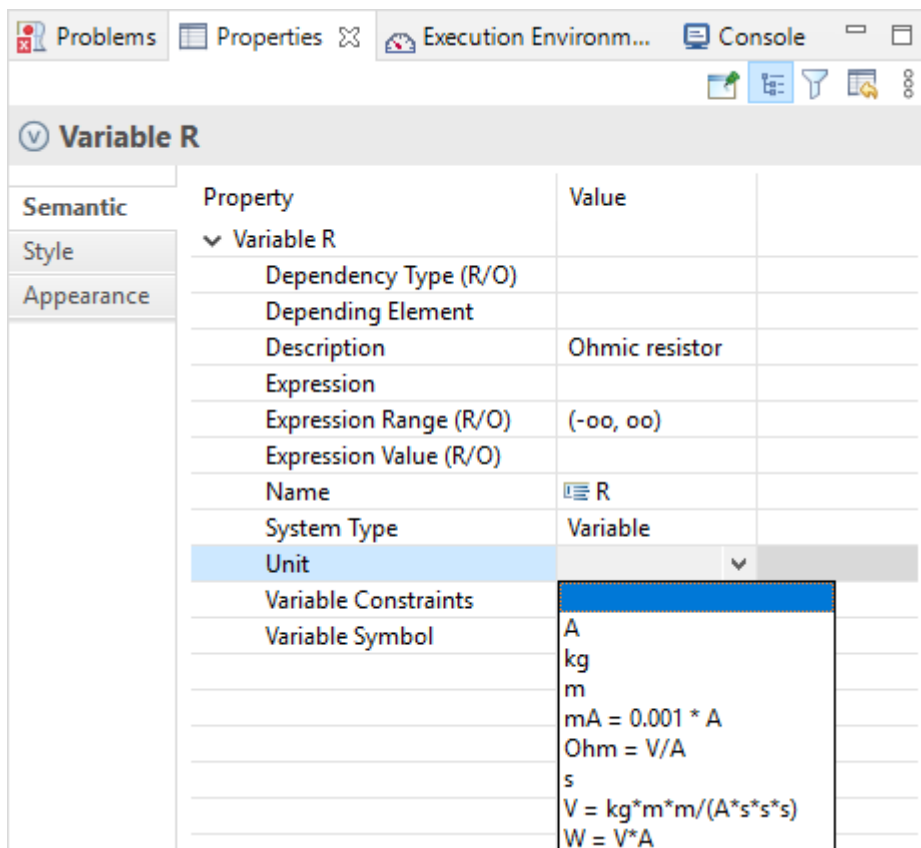 Problems Properties Execution Environm... Console
Variable R
Semantic
Style
Appearance
Property Value
Variable R
Dependency Type (R/O)
Depending Element
Description Ohmic resistor
Expression
Expression Range (R/O) (-oo, oo)
Expression Value (R/O)
Name R
System Type Variable
Unit
Variable Constraints
Variable Symbol
A
kg
m
mA = 0.001 * A
Ohm = V/A
s
V = kg*m*m/(A*s*s*s)
W = V*A